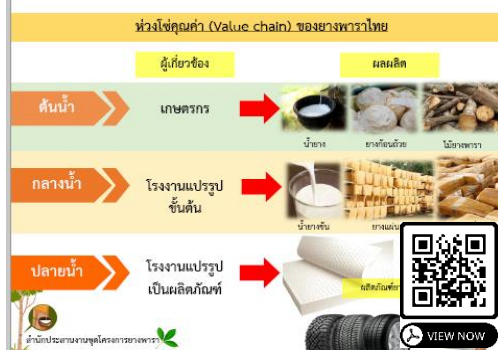 ห่วงโซ่คุณค่า (Value chain) ของยางพาราไทย
ผู้เกี่ยวข้อง
ผลผลิต
ต้นน้ำ
เกษตรกร
น้ำยาง
ยางก้อนถ้วย
ไม้ยางพารา
กลางน้ำ
โรงงานแปรรูป
ขั้นต้น
น้ำยางข้น
ยางแผ่น
ปลายน้ำ
โรงงานแปรรูป
เป็นผลิตภัณฑ์
สำนักประสานงานชุดโครงการยางพารา
VIEW NOW